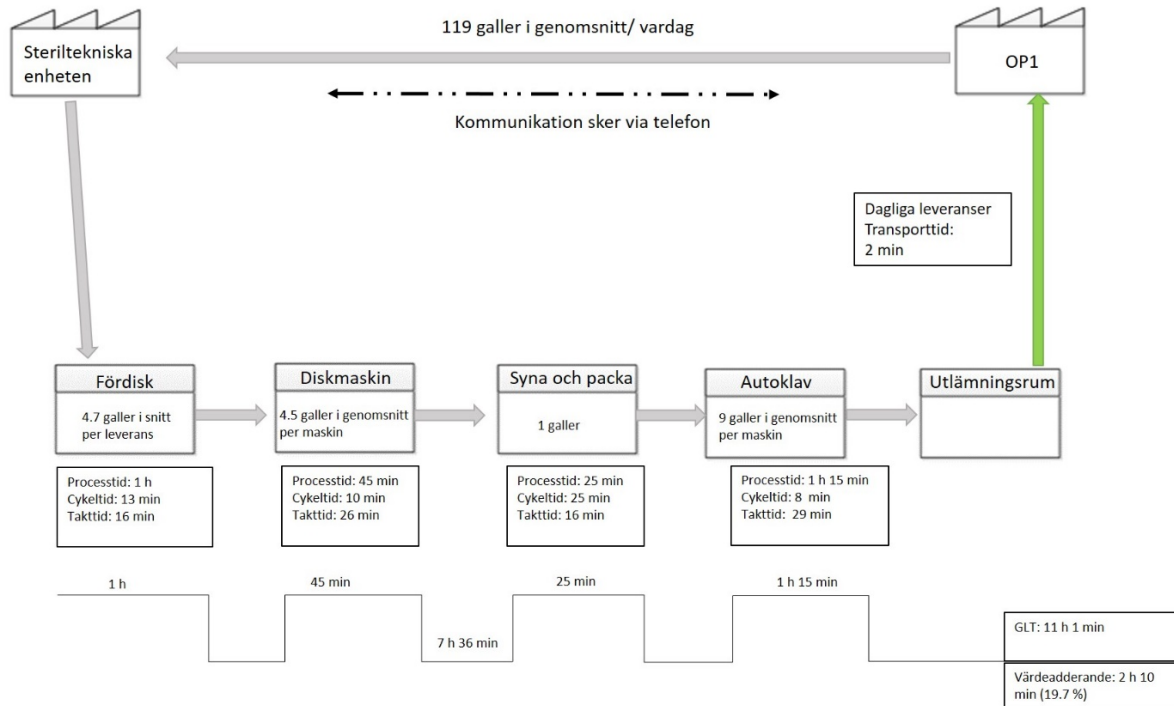 119 galler i genomsnitt/ vardag
Steriltekniska
enheten
OP1
Kommunikation sker via telefon
Dagliga leveranser
Transporttid:
2 min
Fördisk
4.7 galler i snitt
per leverans
Processtid: 1 h
Cykeltid: 13 min
Takttid: 16 min
Diskmaskin
4.5 galler i genomsnitt
per maskin
Processtid: 45 min
Cykeltid: 10 min
Takttid: 26 min
Syna och packa
1 galler
Processtid: 25 min
Cykeltid: 25 min
Takttid: 16 min
Autoklav
9 galler i genomsnitt
per maskin
Processtid: 1 h 15 min
Cykeltid: 8 min
Takttid: 29 min
Utlämningsrum
1 h
45 min
7 h 36 min
25 min
1 h 15 min
GLT: 11 h 1 min
Värdeadderande: 2 h 10
min (19.7 %)